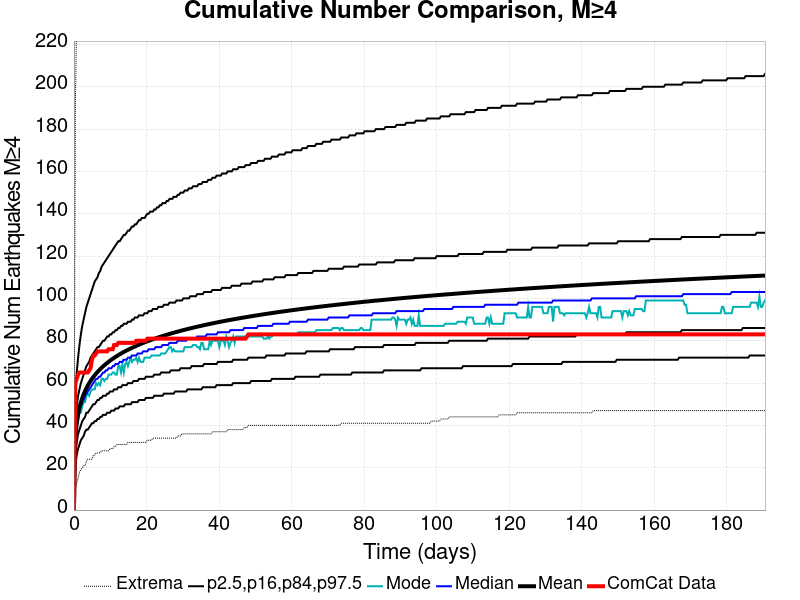 Cumulative Number Comparison, M≥4
Cumulative Num Earthquakes M≥4
220
200
180
160
140
120
100
80
60
40
20
0
0 20 40 60 80 100 120 140 160 180
Time (days)
Extrema p2.5,p16,p84,p97.5 Mode Median Mean ComCat Data